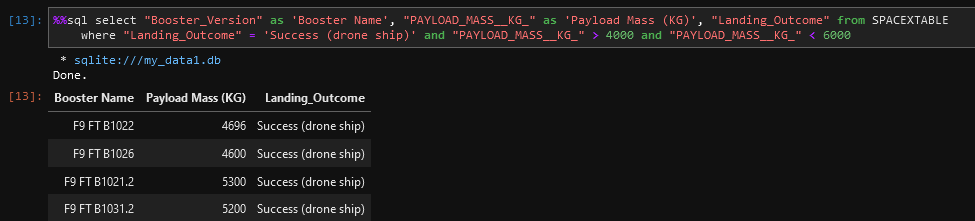 [13]: %%sql select "Booster_Version" as 'Booster Name', "PAYLOAD_MASS__KG_" as 'Payload Mass (KG)', "Landing_Outcome" from SPACEXTABLE
where "Landing_Outcome" = 'Success (drone ship)' and "PAYLOAD_MASS__KG_" > 4000 and "PAYLOAD_MASS__KG_" < 6000
* sqlite:///my_data1.db
Done.
[13]: Booster Name Payload Mass (KG) Landing_Outcome
F9 FT B1022 4696 Success (drone ship)
F9 FT B1026 4600 Success (drone ship)
F9 FT B1021.2 5300 Success (drone ship)
F9 FT B1031.2 5200 Success (drone ship)